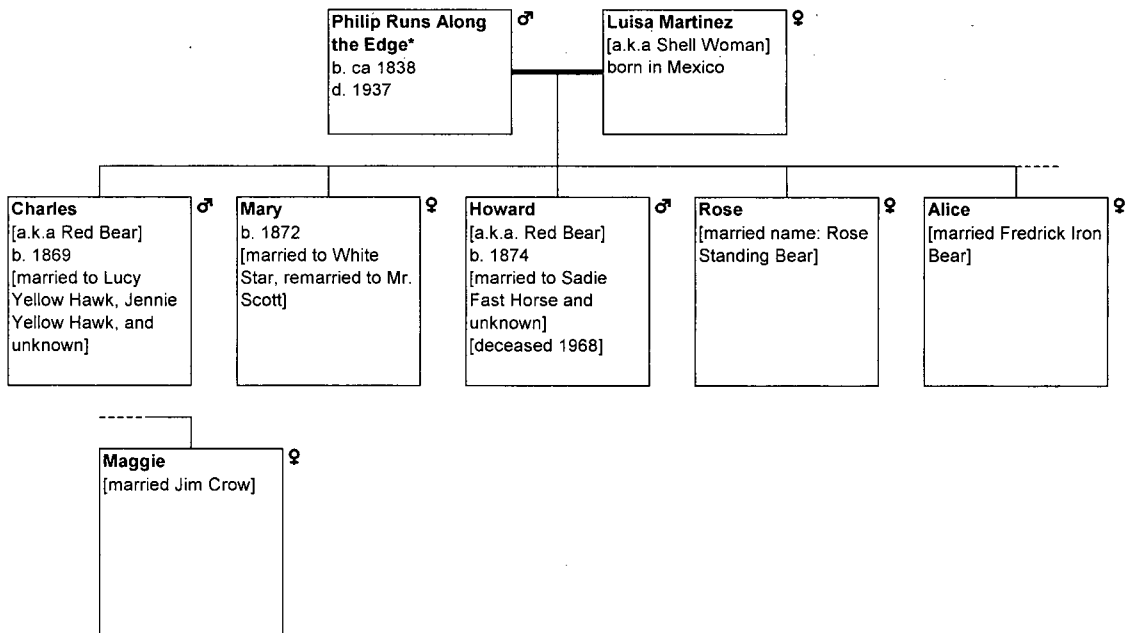 Philip Runs Along
the Edge*
b. ca 1838
d. 1937
♂
Luisa Martinez
[a.k.a Shell Woman]
born in Mexico
♀
Charles
[a.k.a Red Bear]
b. 1869
[married to Lucy
Yellow Hawk, Jennie
Yellow Hawk, and
unknown]
♂
Mary
b. 1872
[married to White
Star, remarried to Mr.
Scott]
♀
Howard
[a.k.a. Red Bear]
b. 1874
[married to Sadie
Fast Horse and
unknown]
[deceased 1968]
♂
Rose
[married name: Rose
Standing Bear]
♀
Alice
[married Fredrick Iron
Bear]
♀
Maggie
[married Jim Crow]
♀